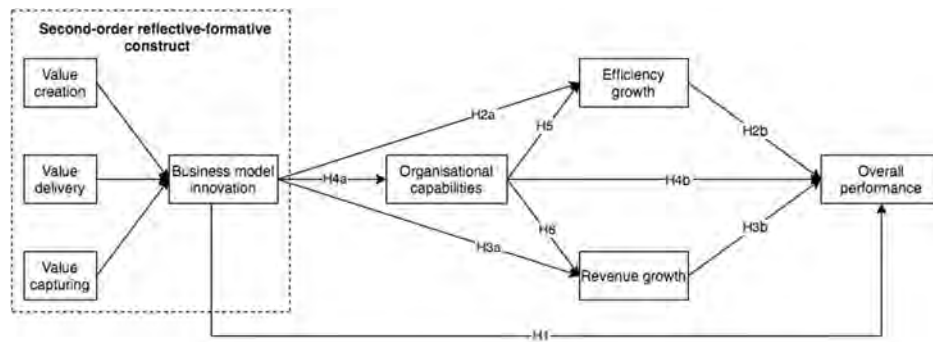 Second-order reflective-formative
construct
Value
creation
Value
delivery
Value
capturing
Business model
innovation
H2a
H4a
H3a
Organisational
capabilities
H5
H6
Efficiency
growth
Revenue growth
H2b
H4b
H3b
Overall
performance
H1